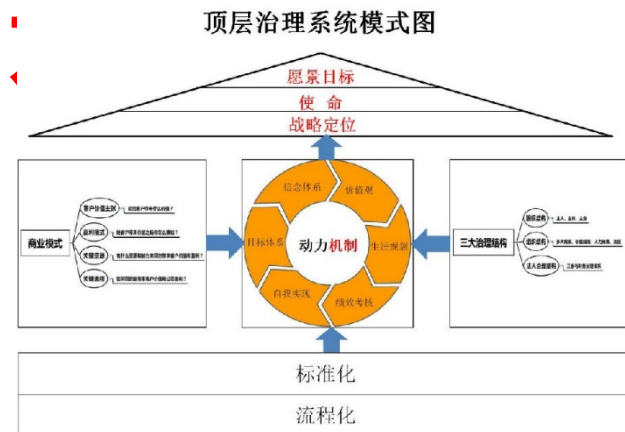 顶层治理系统模式图
愿景目标
使 命
战略定位
商业模式
客户价值主张
盈利模式
关键资源
关键流程
信念体系
价值观
目标体系
动力机制
生涯规划
自我实现
绩效考核
三大治理结构
股权结构
组织结构
法人治理结构
标准化
流程化